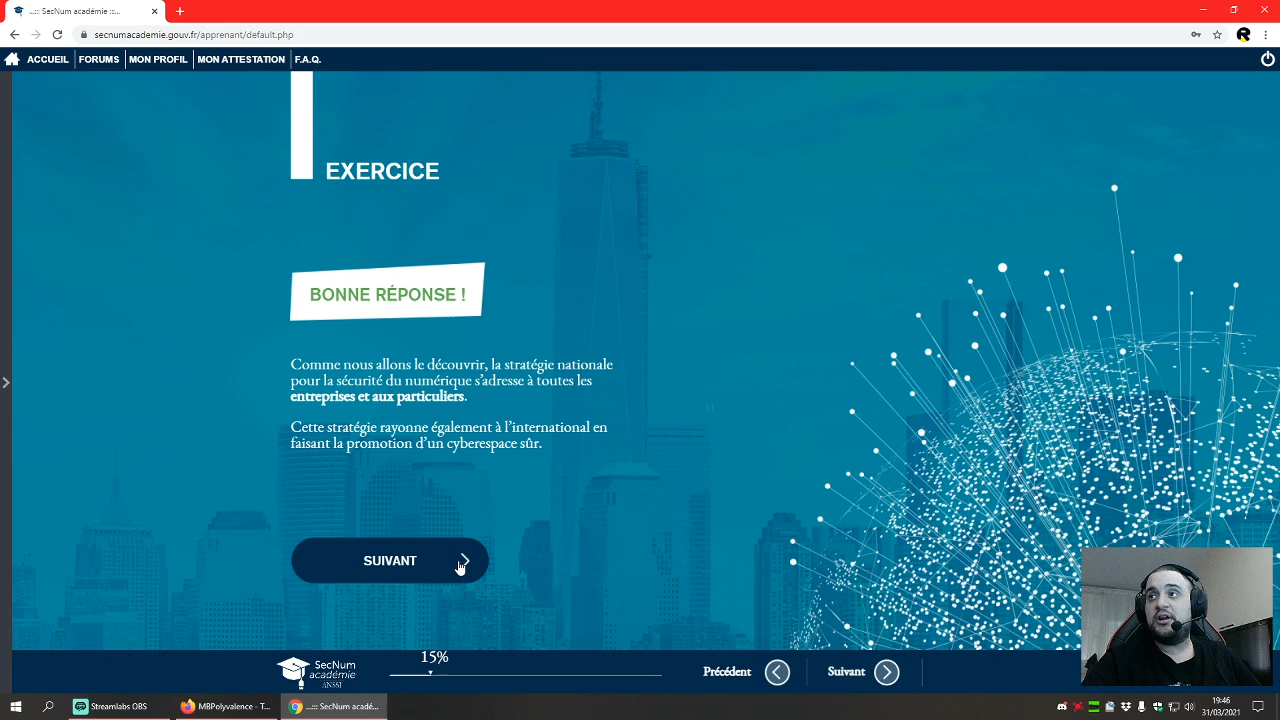 ..:: SecNum académie ::...
secnumacademie.gouv.fr/apprenant/default.php
ACCUEIL
FORUMS
MON PROFIL
MON ATTESTATION
F.A.Q.
EXERCICE
BONNE RÉPONSE !
Comme nous allons le découvrir, la stratégie nationale
pour la sécurité du numérique s'adresse à toutes les
entreprises et aux particuliers.
Cette stratégie rayonne également à l'international en
faisant la promotion d'un cyberespace sûr.
SUIVANT
SecNum
académie
ANSSI
15%
Précédent
Suivant
Streamlabs OBS
MBPolyvalence - T...
..:: SecNum acadé...
19:46
31/03/2021